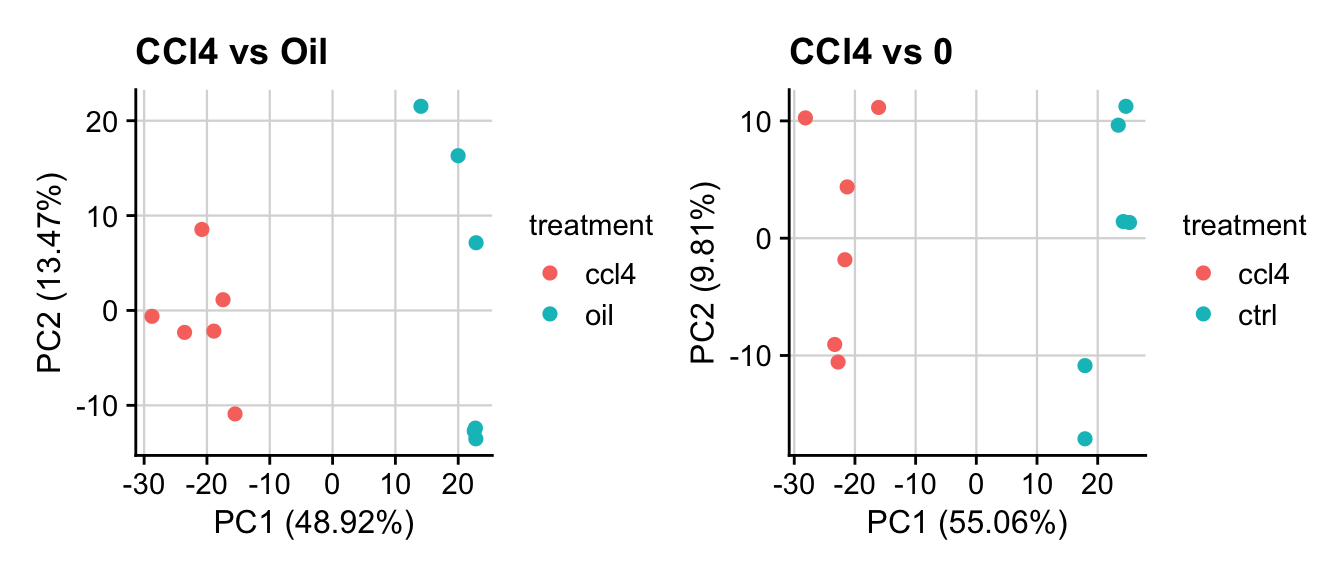 CCl4 vs Oil
20
10
0
-10
-30 -20 -10 0 10 20
PC1 (48.92%)
PC2 (13.47%)
treatment
ccl4
oil
CCl4 vs 0
10
0
-10
-30 -20 -10 0 10 20
PC1 (55.06%)
PC2 (9.81%)
treatment
ccl4
ctrl